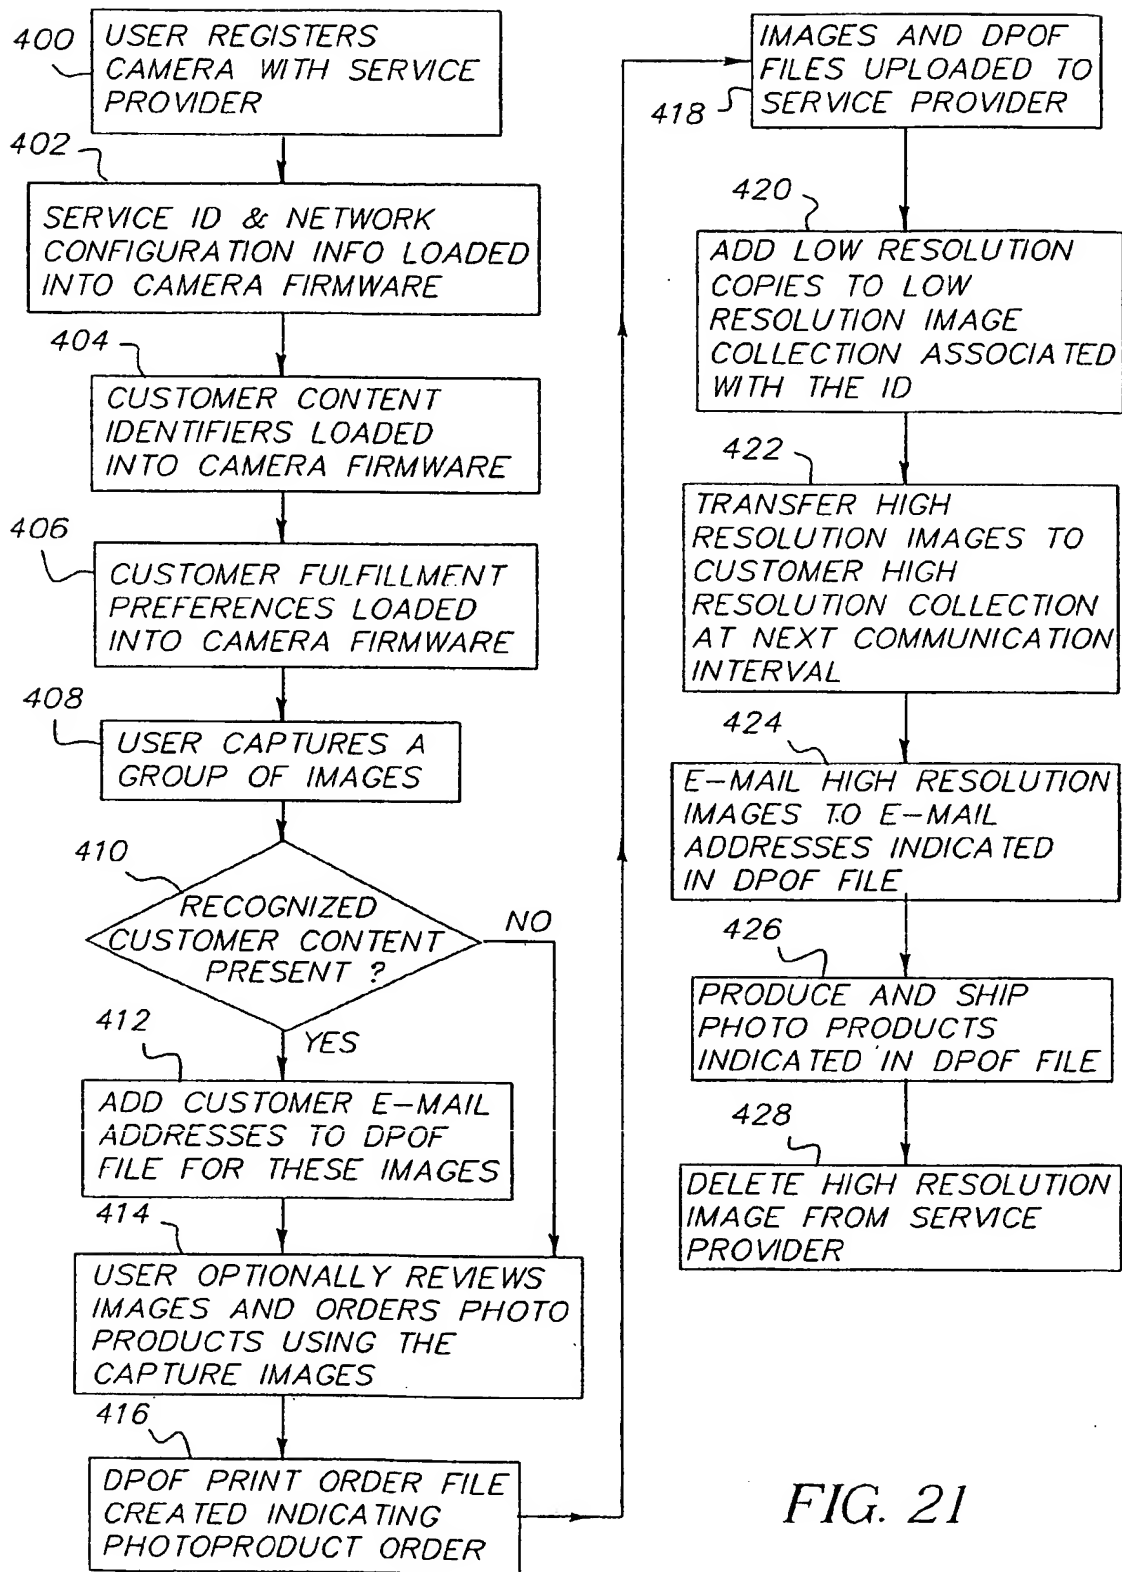 400
USER REGISTERS
CAMERA WITH SERVICE
PROVIDER
402
SERVICE ID & NETWORK
CONFIGURATION INFO LOADED
INTO CAMERA FIRMWARE
404
CUSTOMER CONTENT
IDENTIFIERS LOADED
INTO CAMERA FIRMWARE
406
CUSTOMER FULFILLMENT
PREFERENCES LOADED
INTO CAMERA FIRMWARE
408
USER CAPTURES A
GROUP OF IMAGES
410
RECOGNIZED
CUSTOMER CONTENT
PRESENT ?
NO
YES
412
ADD CUSTOMER E-MAIL
ADDRESSES TO DPOF
FILE FOR THESE IMAGES
414
USER OPTIONALLY REVIEWS
IMAGES AND ORDERS PHOTO
PRODUCTS USING THE
CAPTURE IMAGES
416
DPOF PRINT ORDER FILE
CREATED INDICATING
PHOTOPRODUCT ORDER
418
IMAGES AND DPOF
FILES UPLOADED TO
SERVICE PROVIDER
420
ADD LOW RESOLUTION
COPIES TO LOW
RESOLUTION IMAGE
COLLECTION ASSOCIATED
WITH THE ID
422
TRANSFER HIGH
RESOLUTION IMAGES TO
CUSTOMER HIGH
RESOLUTION COLLECTION
AT NEXT COMMUNICATION
INTERVAL
424
E-MAIL HIGH RESOLUTION
IMAGES TO E-MAIL
ADDRESSES INDICATED
IN DPOF FILE
426
PRODUCE AND SHIP
PHOTO PRODUCTS
INDICATED IN DPOF FILE
428
DELETE HIGH RESOLUTION
IMAGE FROM SERVICE
PROVIDER
FIG. 21